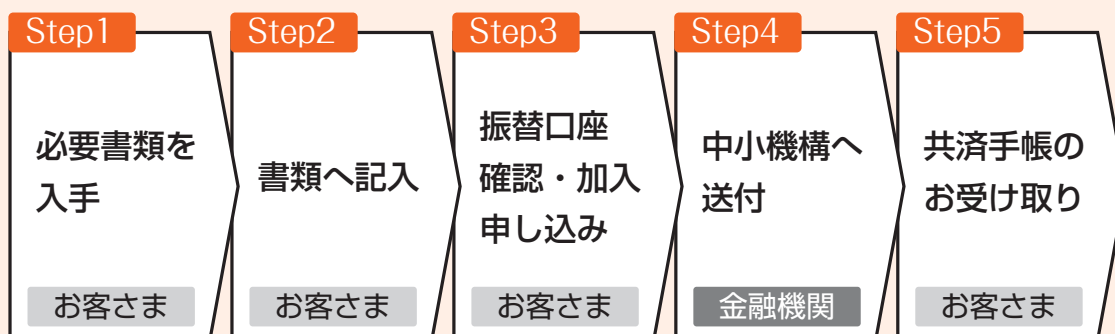 Step1
必要書類を
入手
お客さま
Step2
書類へ記入
お客さま
Step3
振替口座
確認・加入
申し込み
お客さま
Step4
中小機構へ
送付
金融機関
Step5
共済手帳の
お受け取り
お客さま